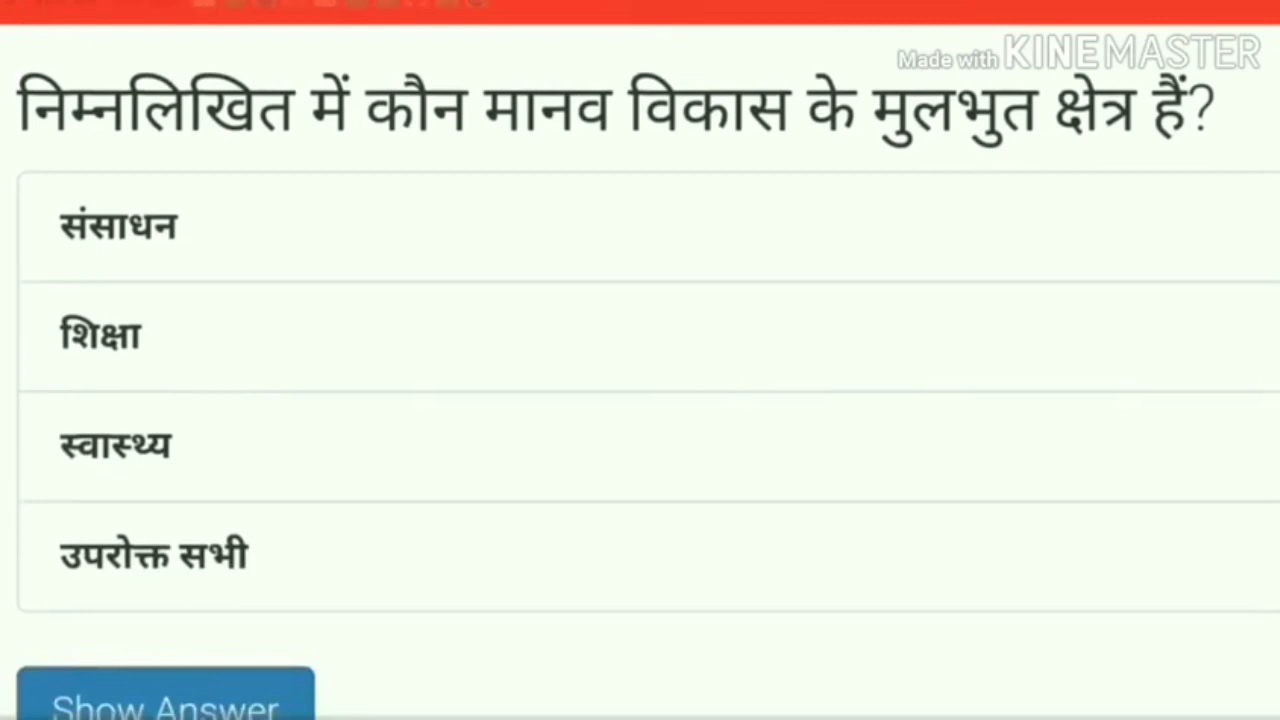 Made with KINEMASTER
निम्नलिखित में कौन मानव विकास के मुलभुत क्षेत्र हैं?
संसाधन
शिक्षा
स्वास्थ्य
उपरोक्त सभी
Show Answer